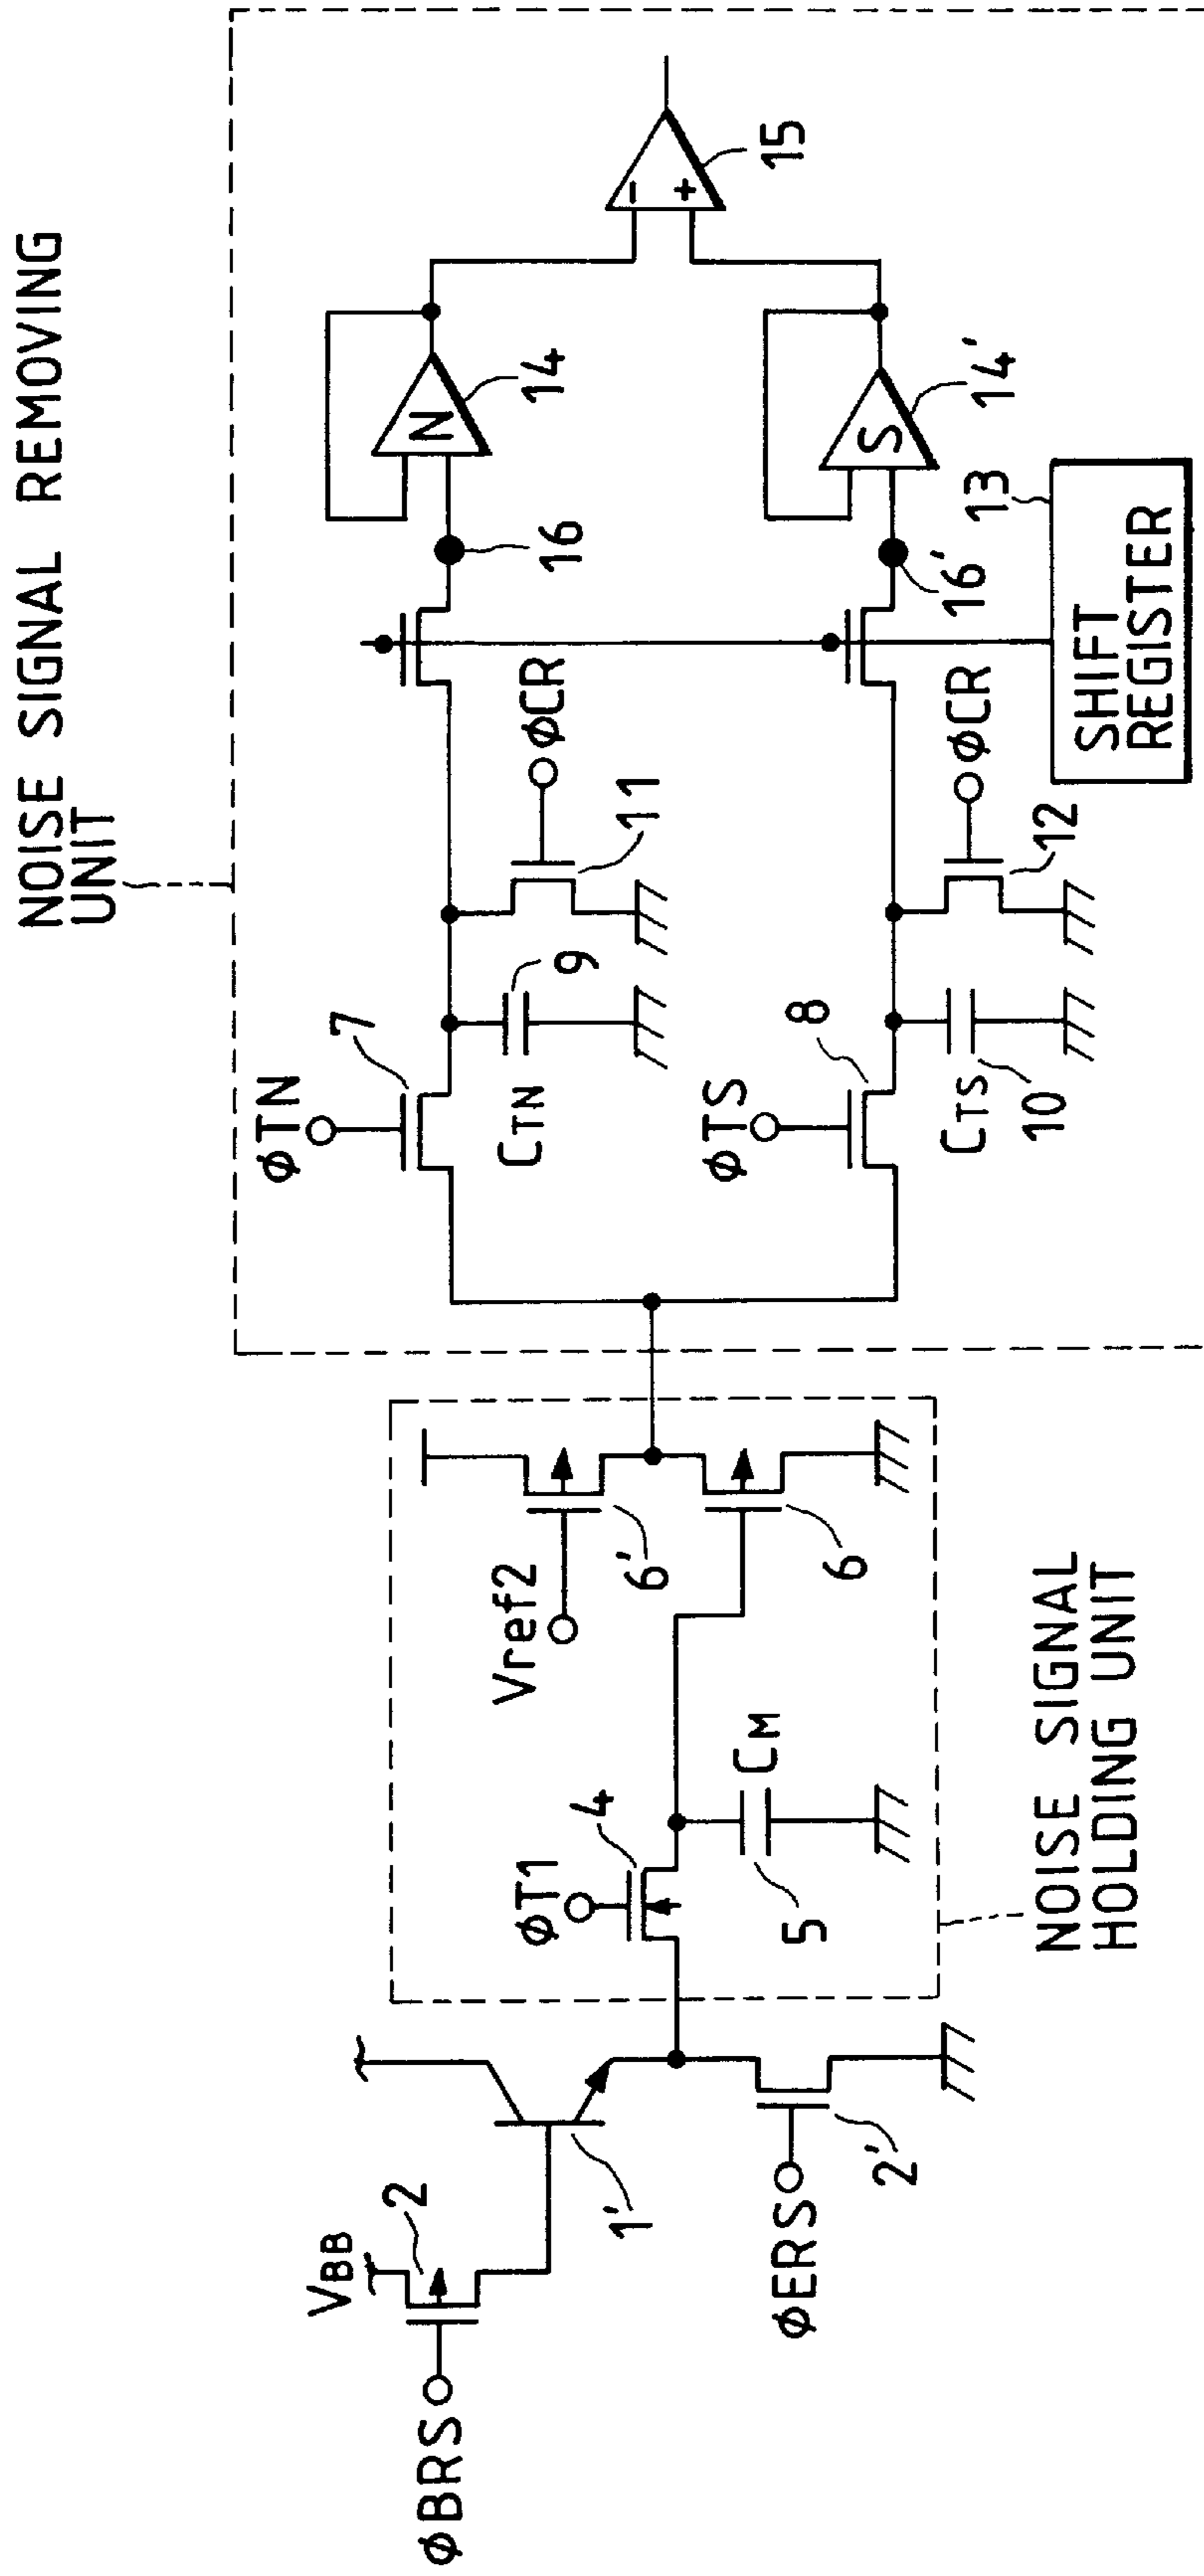 NOISE SIGNAL REMOVING
UNIT
φBRS
VBB
2
1'
φERS
2'
φT1
4
5
CM
Vref2
6'
6
NOISE SIGNAL
HOLDING UNIT
φTN
7
CTN
9
11
φCR
16
N
14
φTS
8
CTS
10
12
φCR
16'
S
14'
13
SHIFT
REGISTER
-
+
15